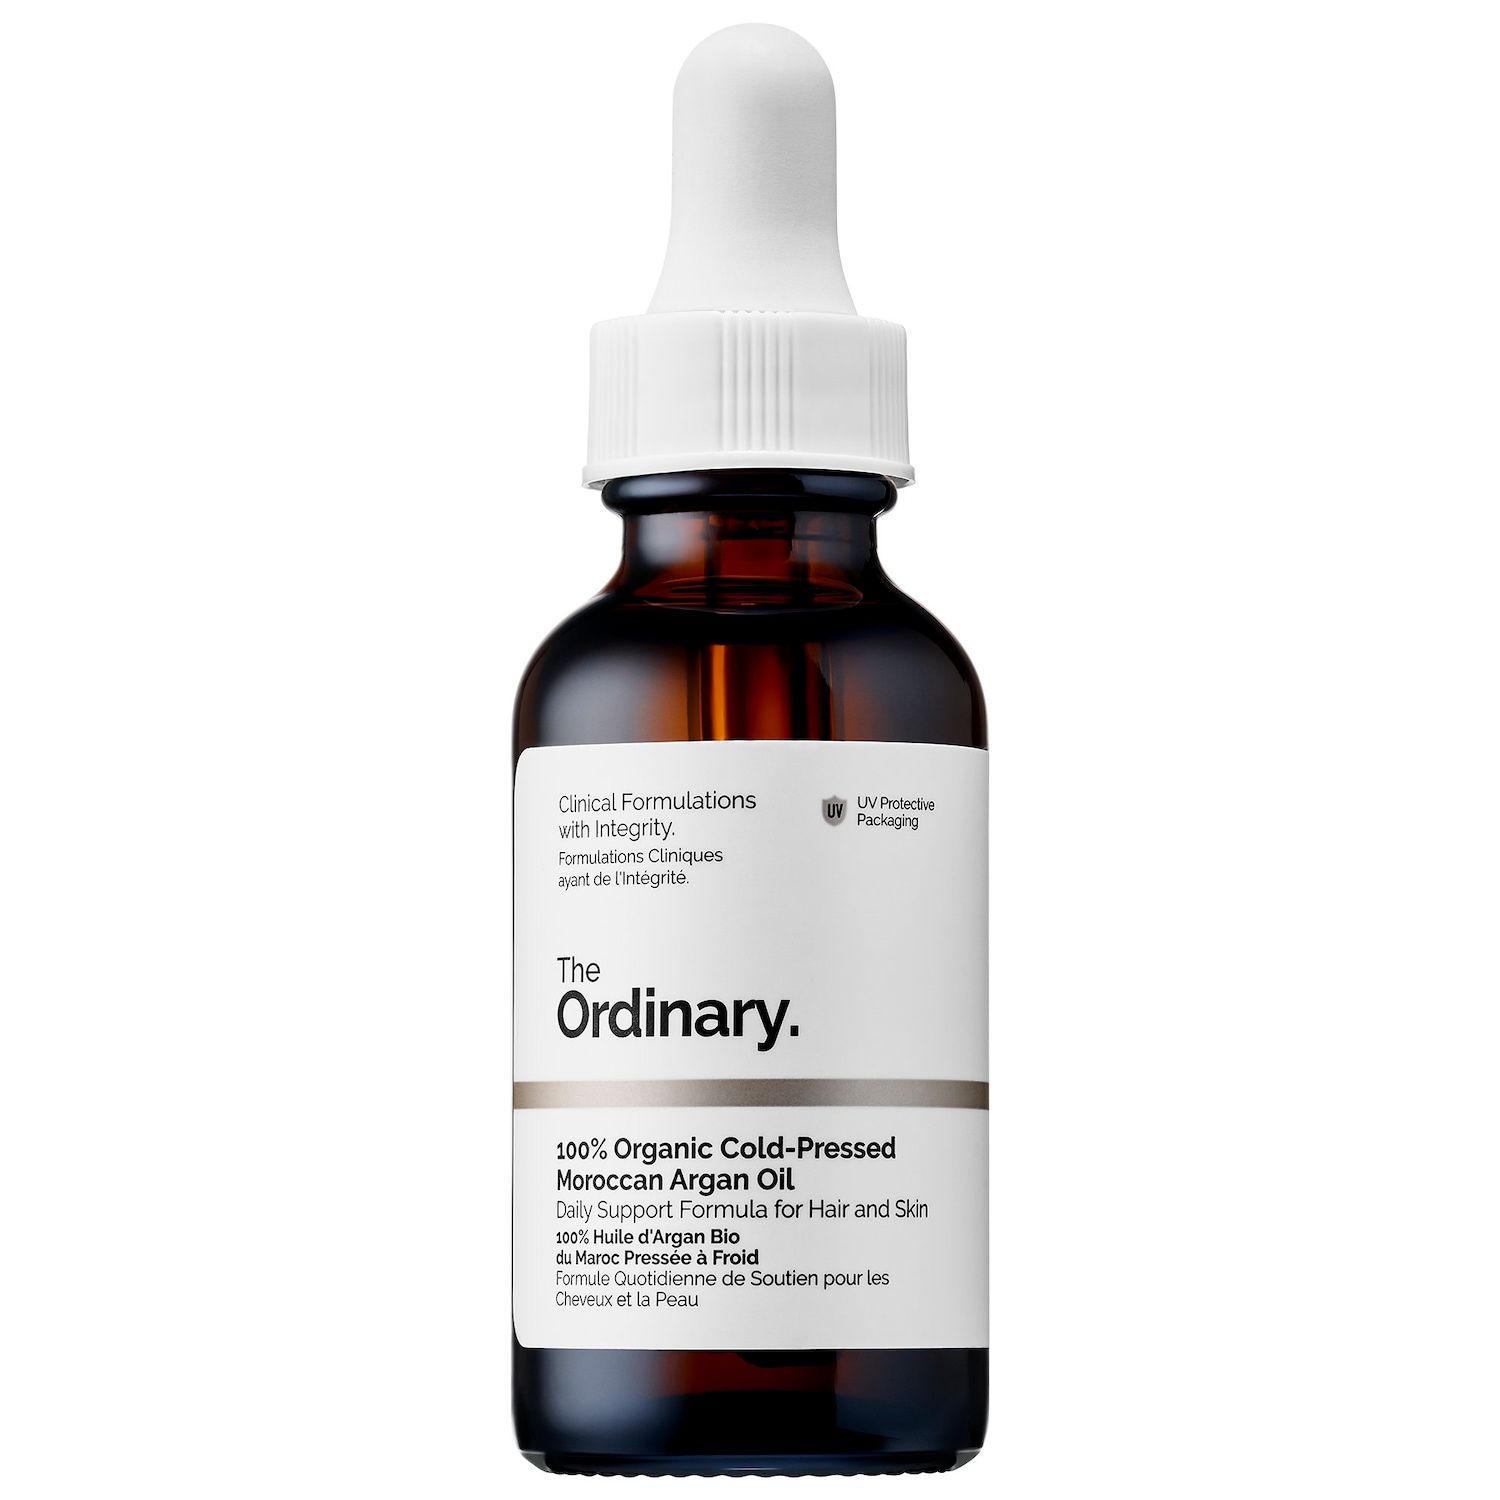 Clinical Formulations
with Integrity.
Formulations Cliniques
ayant de l'Intégrité.
UV
UV Protective
Packaging
The
Ordinary.
100% Organic Cold-Pressed
Moroccan Argan Oil
Daily Support Formula for Hair and Skin
100% Huile d'Argan Bio
du Maroc Pressée à Froid
Formule Quotidienne de Soutien pour les
Cheveux et la Peau